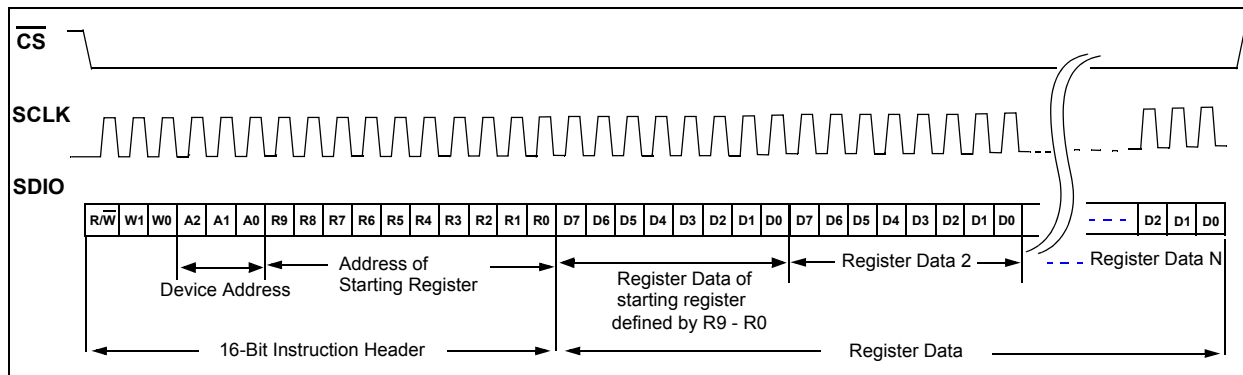 CS
SCLK
SDIO
R/W W1 W0 A2 A1 A0 R9 R8 R7 R6 R5 R4 R3 R2 R1 R0 D7 D6 D5 D4 D3 D2 D1 D0 D7 D6 D5 D4 D3 D2 D1 D0 D2 D1 D0
Device Address
Address of
Starting Register
Register Data of
starting register
defined by R9 - R0
Register Data 2
Register Data N
16-Bit Instruction Header
Register Data